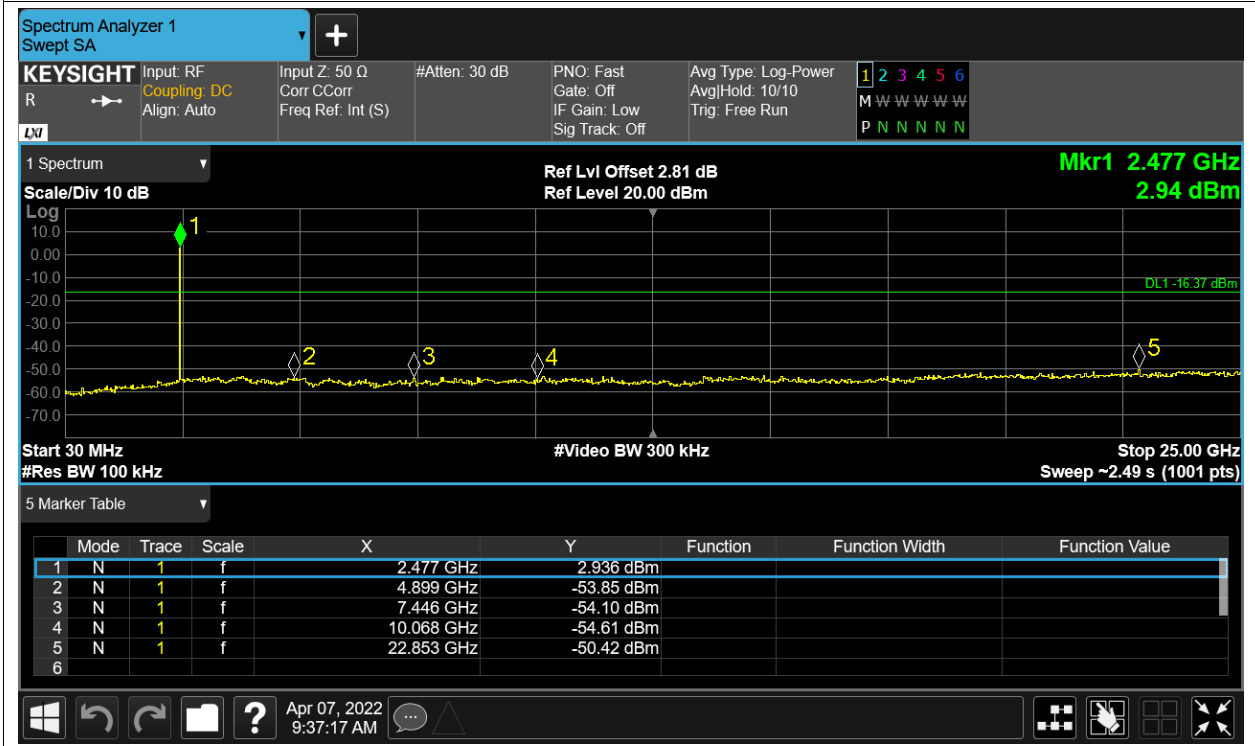 Spectrum Analyzer 1
Swept SA
+
KEYSIGHT
R
LXI
Input: RF
Coupling: DC
Align: Auto
Input Z: 50 Ω
Corr CCorr
Freq Ref: Int (S)
#Atten: 30 dB
PNO: Fast
Gate: Off
IF Gain: Low
Sig Track: Off
Avg Type: Log-Power
Avg|Hold: 10/10
Trig: Free Run
1 2 3 4 5 6
M W W W W W
P N N N N N
1 Spectrum
Scale/Div 10 dB
Log
Ref Lvl Offset 2.81 dB
Ref Level 20.00 dBm
Mkr1 2.477 GHz
2.94 dBm
10.0
0.00
-10.0
-20.0
-30.0
-40.0
-50.0
-60.0
-70.0
1
DL1 -16.37 dBm
2
3
4
5
Start 30 MHz
#Res BW 100 kHz
#Video BW 300 kHz
Stop 25.00 GHz
Sweep ~2.49 s (1001 pts)
5 Marker Table
Mode Trace Scale X Y Function Function Width Function Value
1 N 1 f 2.477 GHz 2.936 dBm
2 N 1 f 4.899 GHz -53.85 dBm
3 N 1 f 7.446 GHz -54.10 dBm
4 N 1 f 10.068 GHz -54.61 dBm
5 N 1 f 22.853 GHz -50.42 dBm
6
?
Apr 07, 2022
9:37:17 AM